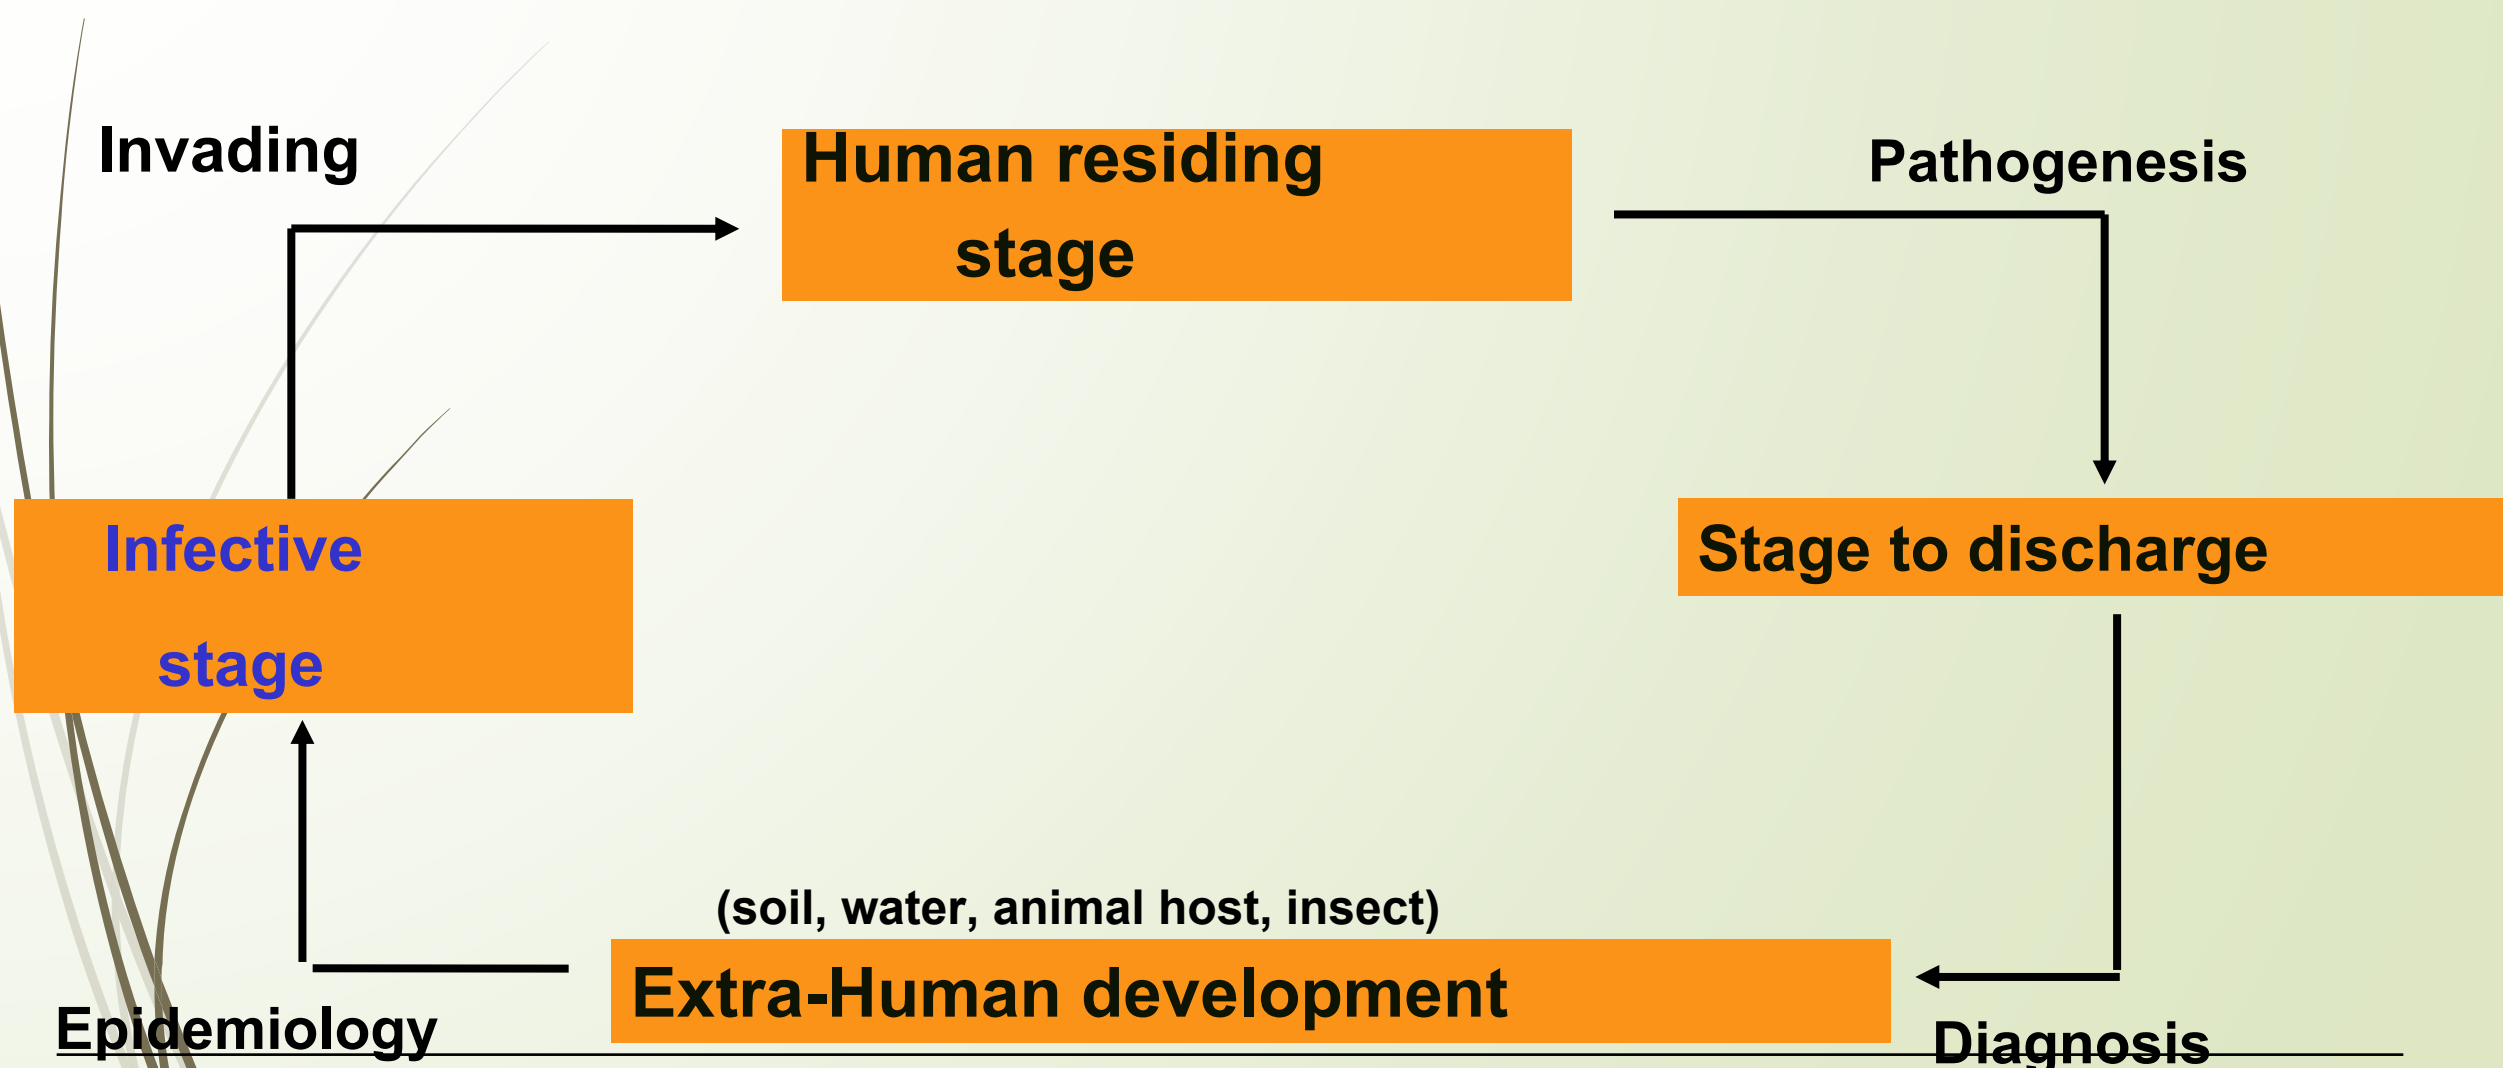 Invading
Human residing
stage
Pathogenesis
Infective
stage
Stage to discharge
(soil, water, animal host, insect)
Extra-Human development
Epidemiology
Diagnosis